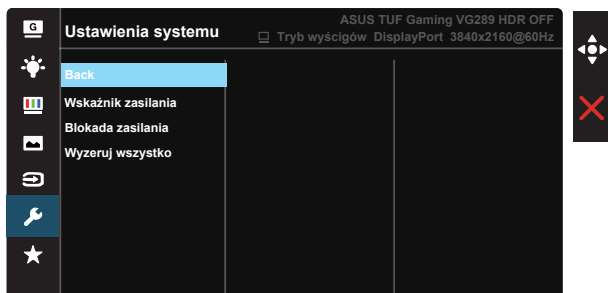 G
Ustawienia systemu
ASUS TUF Gaming VG289 HDR OFF
Tryb wyścigów DisplayPort 3840x2160@60Hz
Back
Wskaźnik zasilania
Blokada zasilania
Wyzeruj wszystko